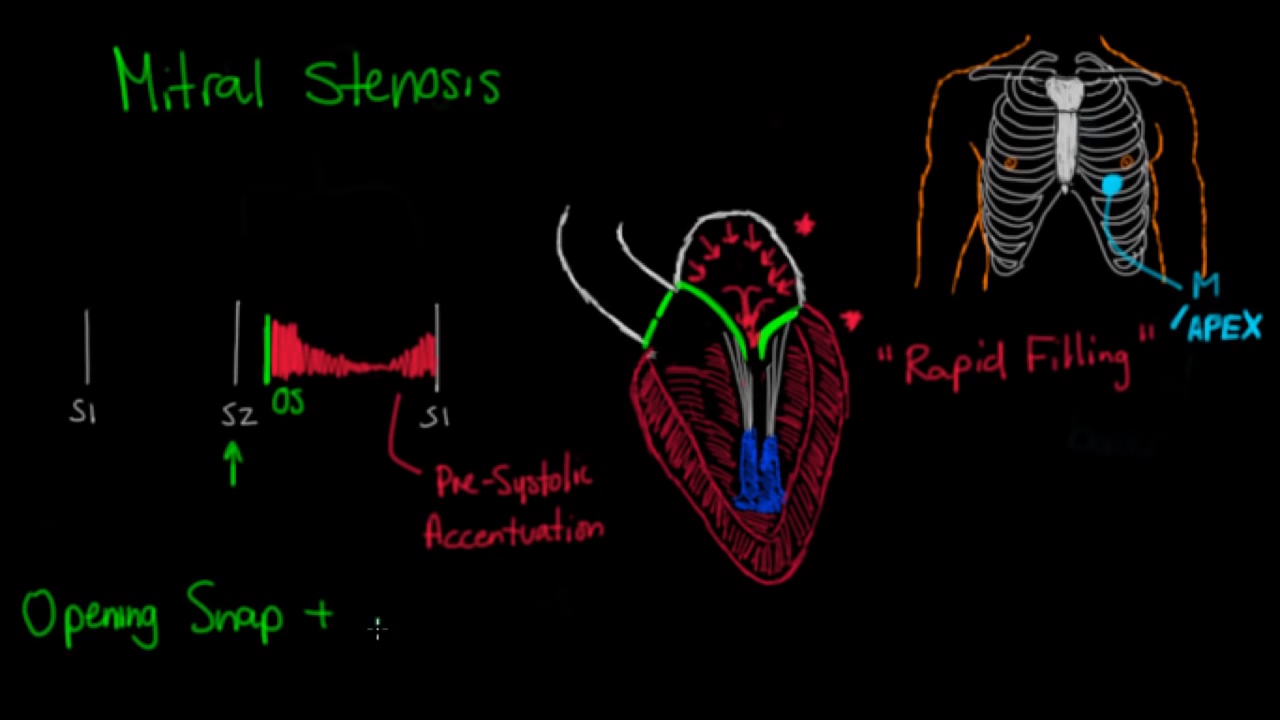 Mitral Stenosis
M
/APEX
"Rapid Filling"
S1
S2
OS
S1
Pre-Systolic
Accentuation
Opening Snap +